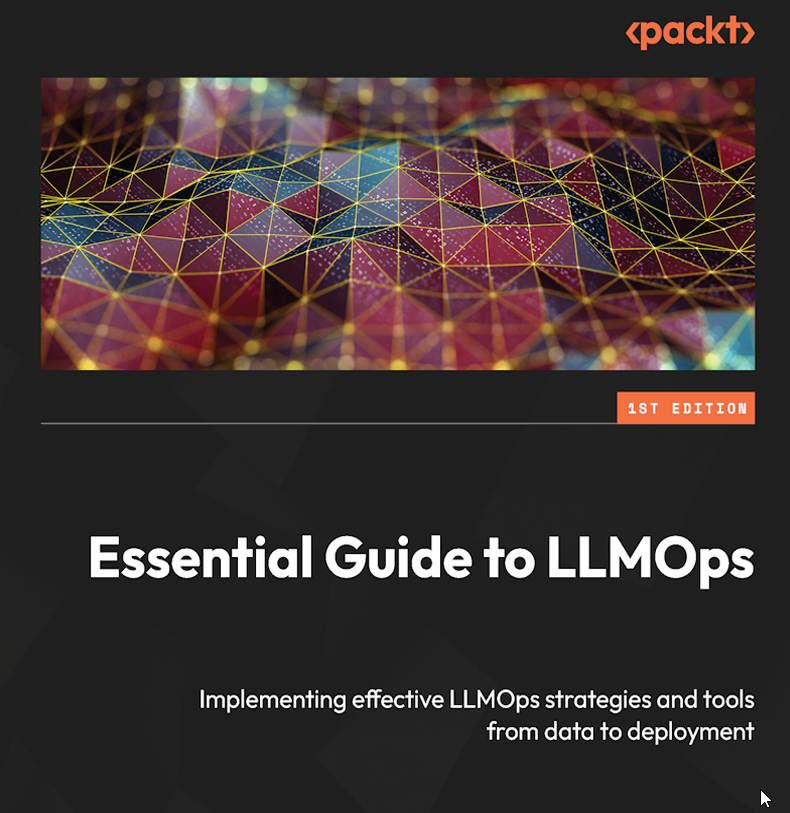 <packt>
1ST EDITION
Essential Guide to LLMOps
Implementing effective LLMOps strategies and tools
from data to deployment